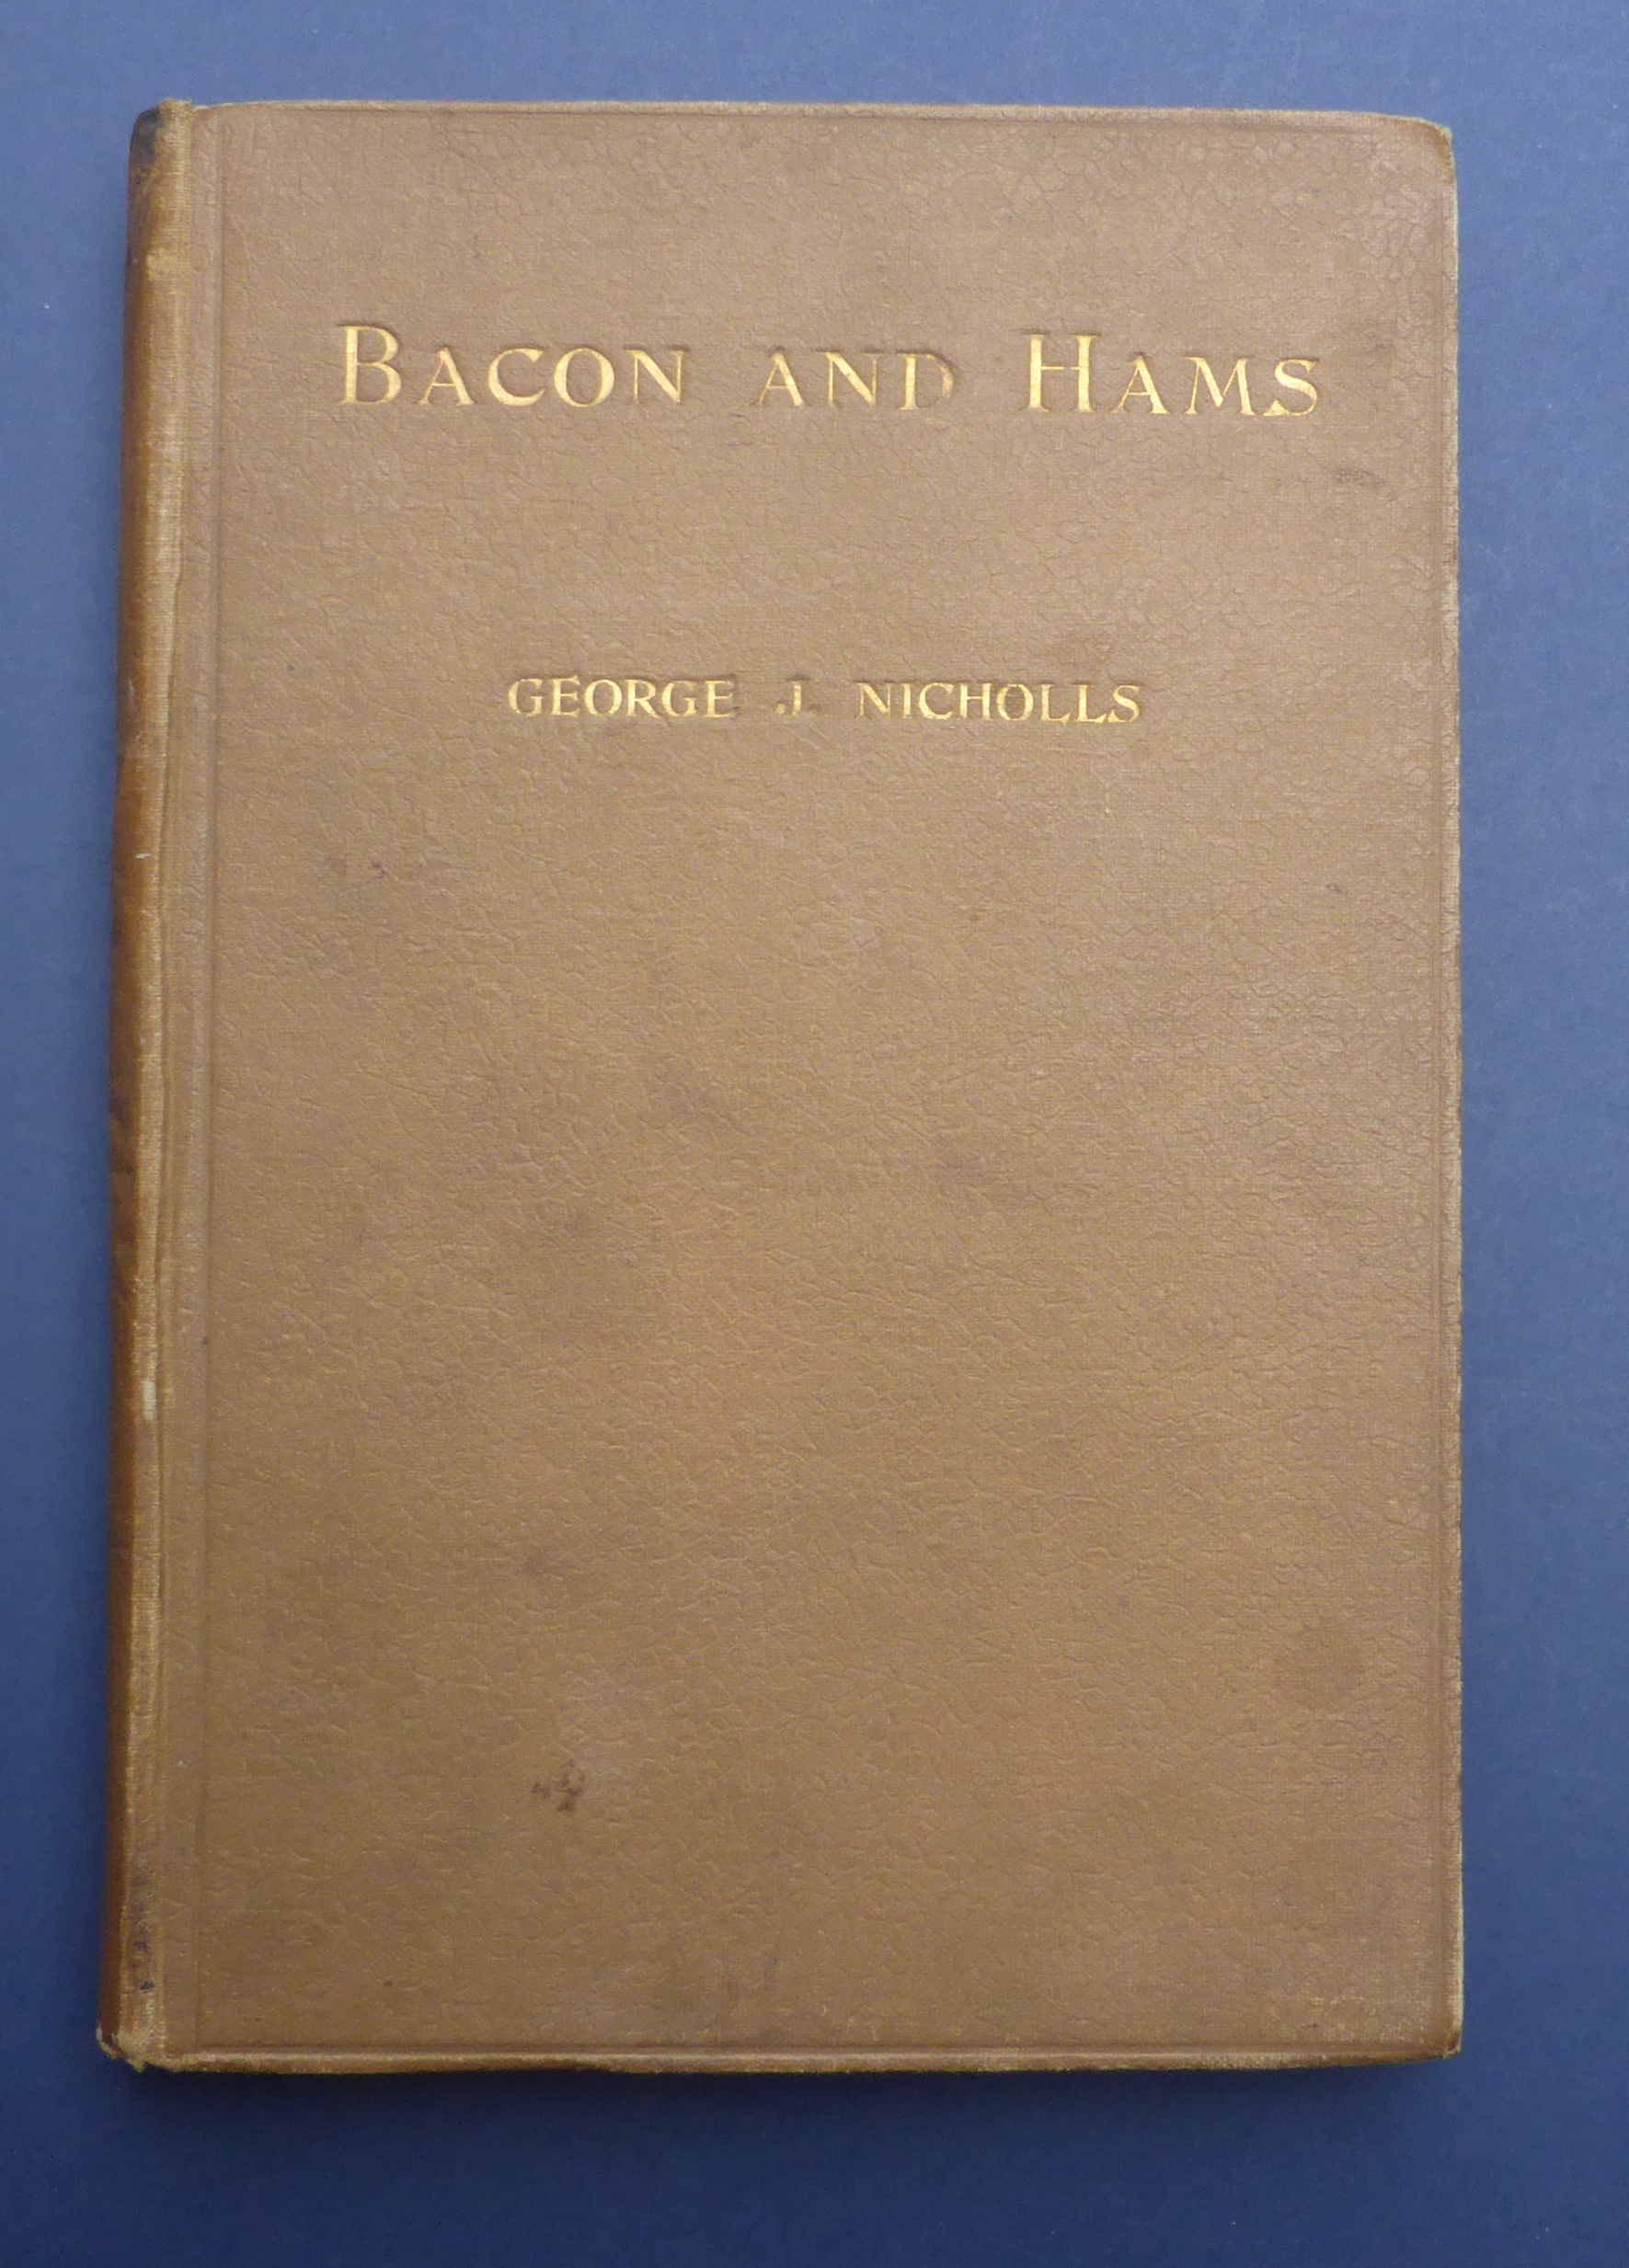 BACON AND HAMS
GEORGE J. NICHOLLS